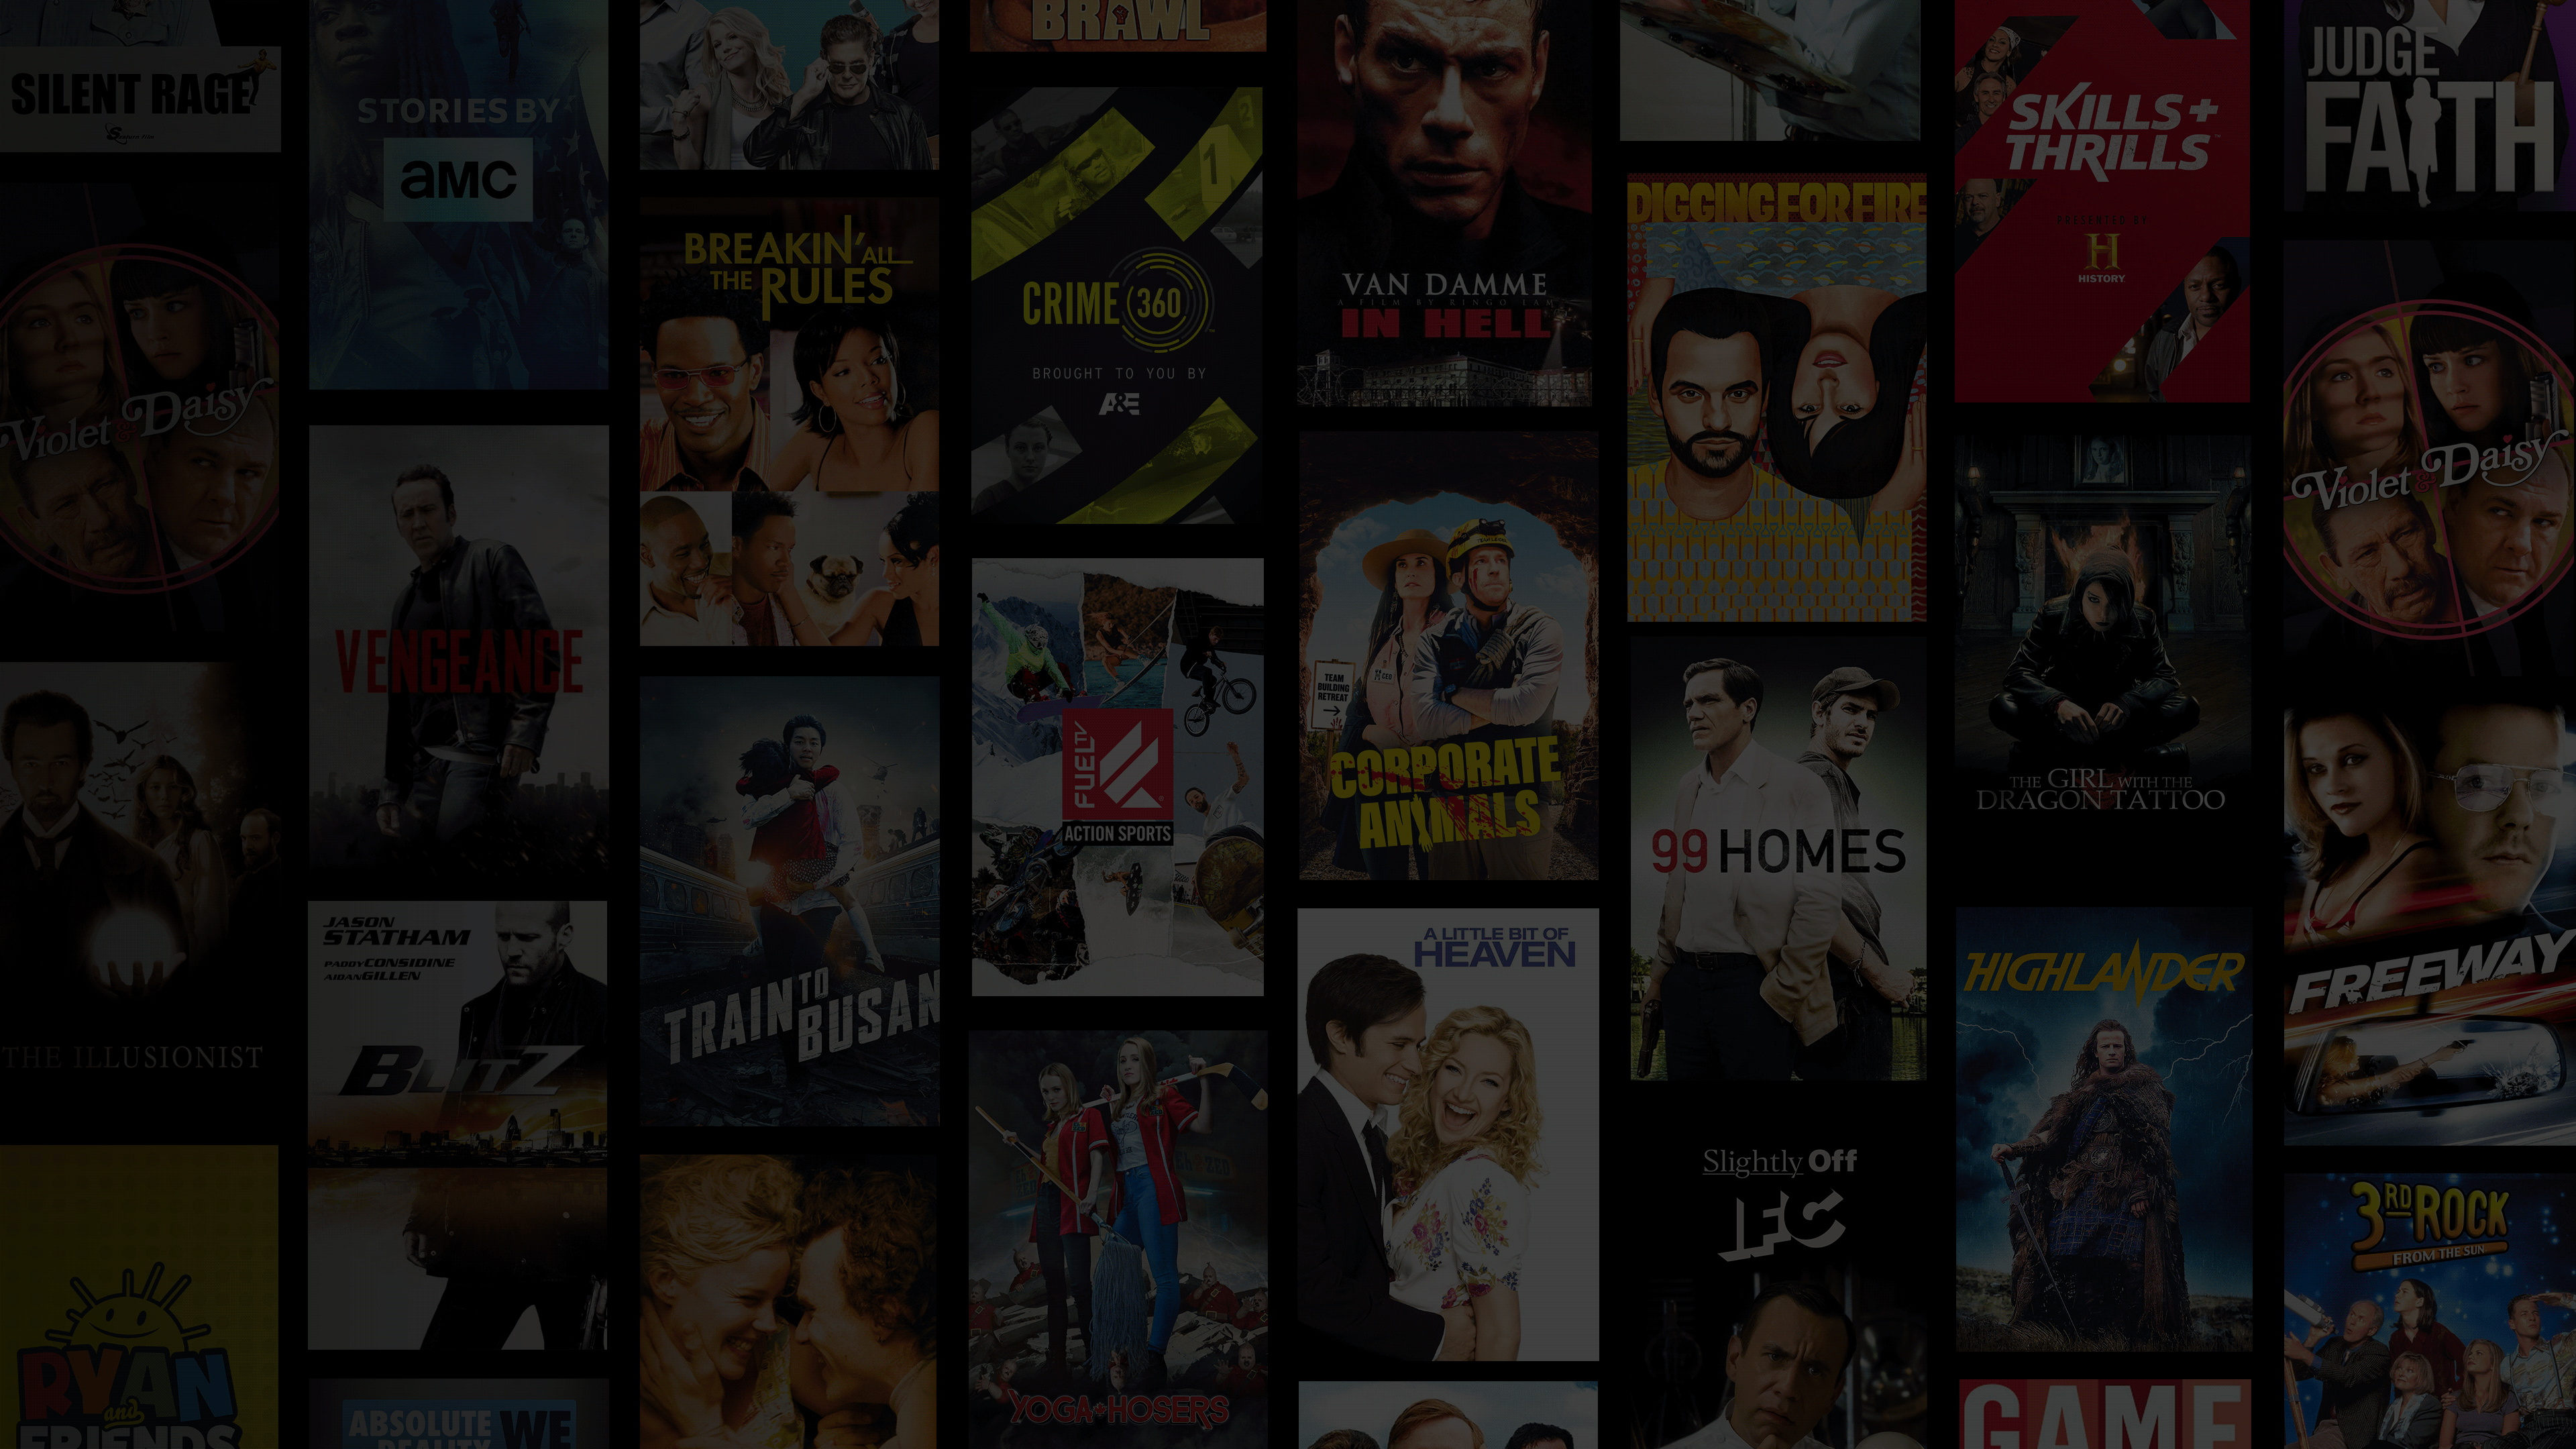 SILENT RAGE
Violet & Daisy
THE ILLUSIONIST
RYAN
and
FRIENDS
STORIES BY
aMC
VENGEANCE
JASON
STATHAM
PADDY CONSIDINE
AIDAN GILLEN
BLITZ
ABSOLUTE
REALITY
WE
BREAKIN' ALL
THE RULES
TRAIN TO
BUSAN
BRAWL
1
2
CRIME 360
BROUGHT TO YOU BY
A&E
FUEL TV
ACTION SPORTS
YOGA HOSERS
VAN DAMME
A FILM BY RINGO LAM
IN HELL
TEAM
BUILDING
RETREAT
CEO
CORPORATE
ANIMALS
A LITTLE BIT OF
HEAVEN
DIGGING FOR FIRE
99 HOMES
Slightly Off
IFC
SKILLS +
THRILLS
PRESENTED BY
H
HISTORY
THE GIRL WITH THE
DRAGON TATTOO
HIGHLANDER
GAME
JUDGE
FAITH
Violet & Daisy
FREEWAY
3RD ROCK
FROM THE SUN